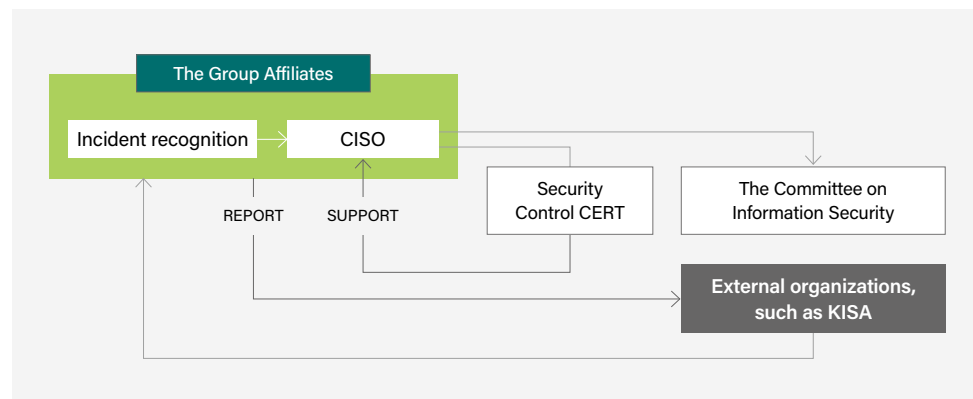 The Group Affiliates
Incident recognition
CISO
Security
Control CERT
The Committee on
Information Security
REPORT
SUPPORT
External organizations,
such as KISA